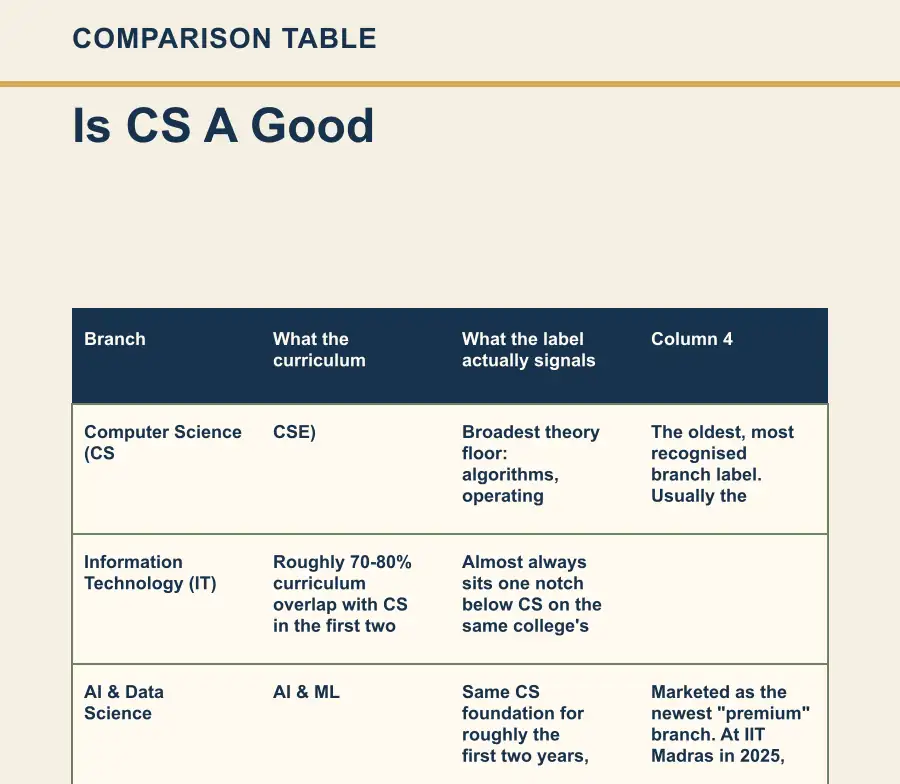 COMPARISON TABLE
Is CS A Good
Branch
What the
curriculum
What the label
actually signals
Column 4
Computer Science
(CS
CSE)
Broadest theory
floor:
algorithms,
operating
The oldest, most
recognised
branch label.
Usually the
Information
Technology (IT)
Roughly 70-80%
curriculum
overlap with CS
in the first two
Almost always
sits one notch
below CS on the
same college's
AI & Data
Science
AI & ML
Same CS
foundation for
roughly the
first two years,
Marketed as the
newest "premium"
branch. At IIT
Madras in 2025,